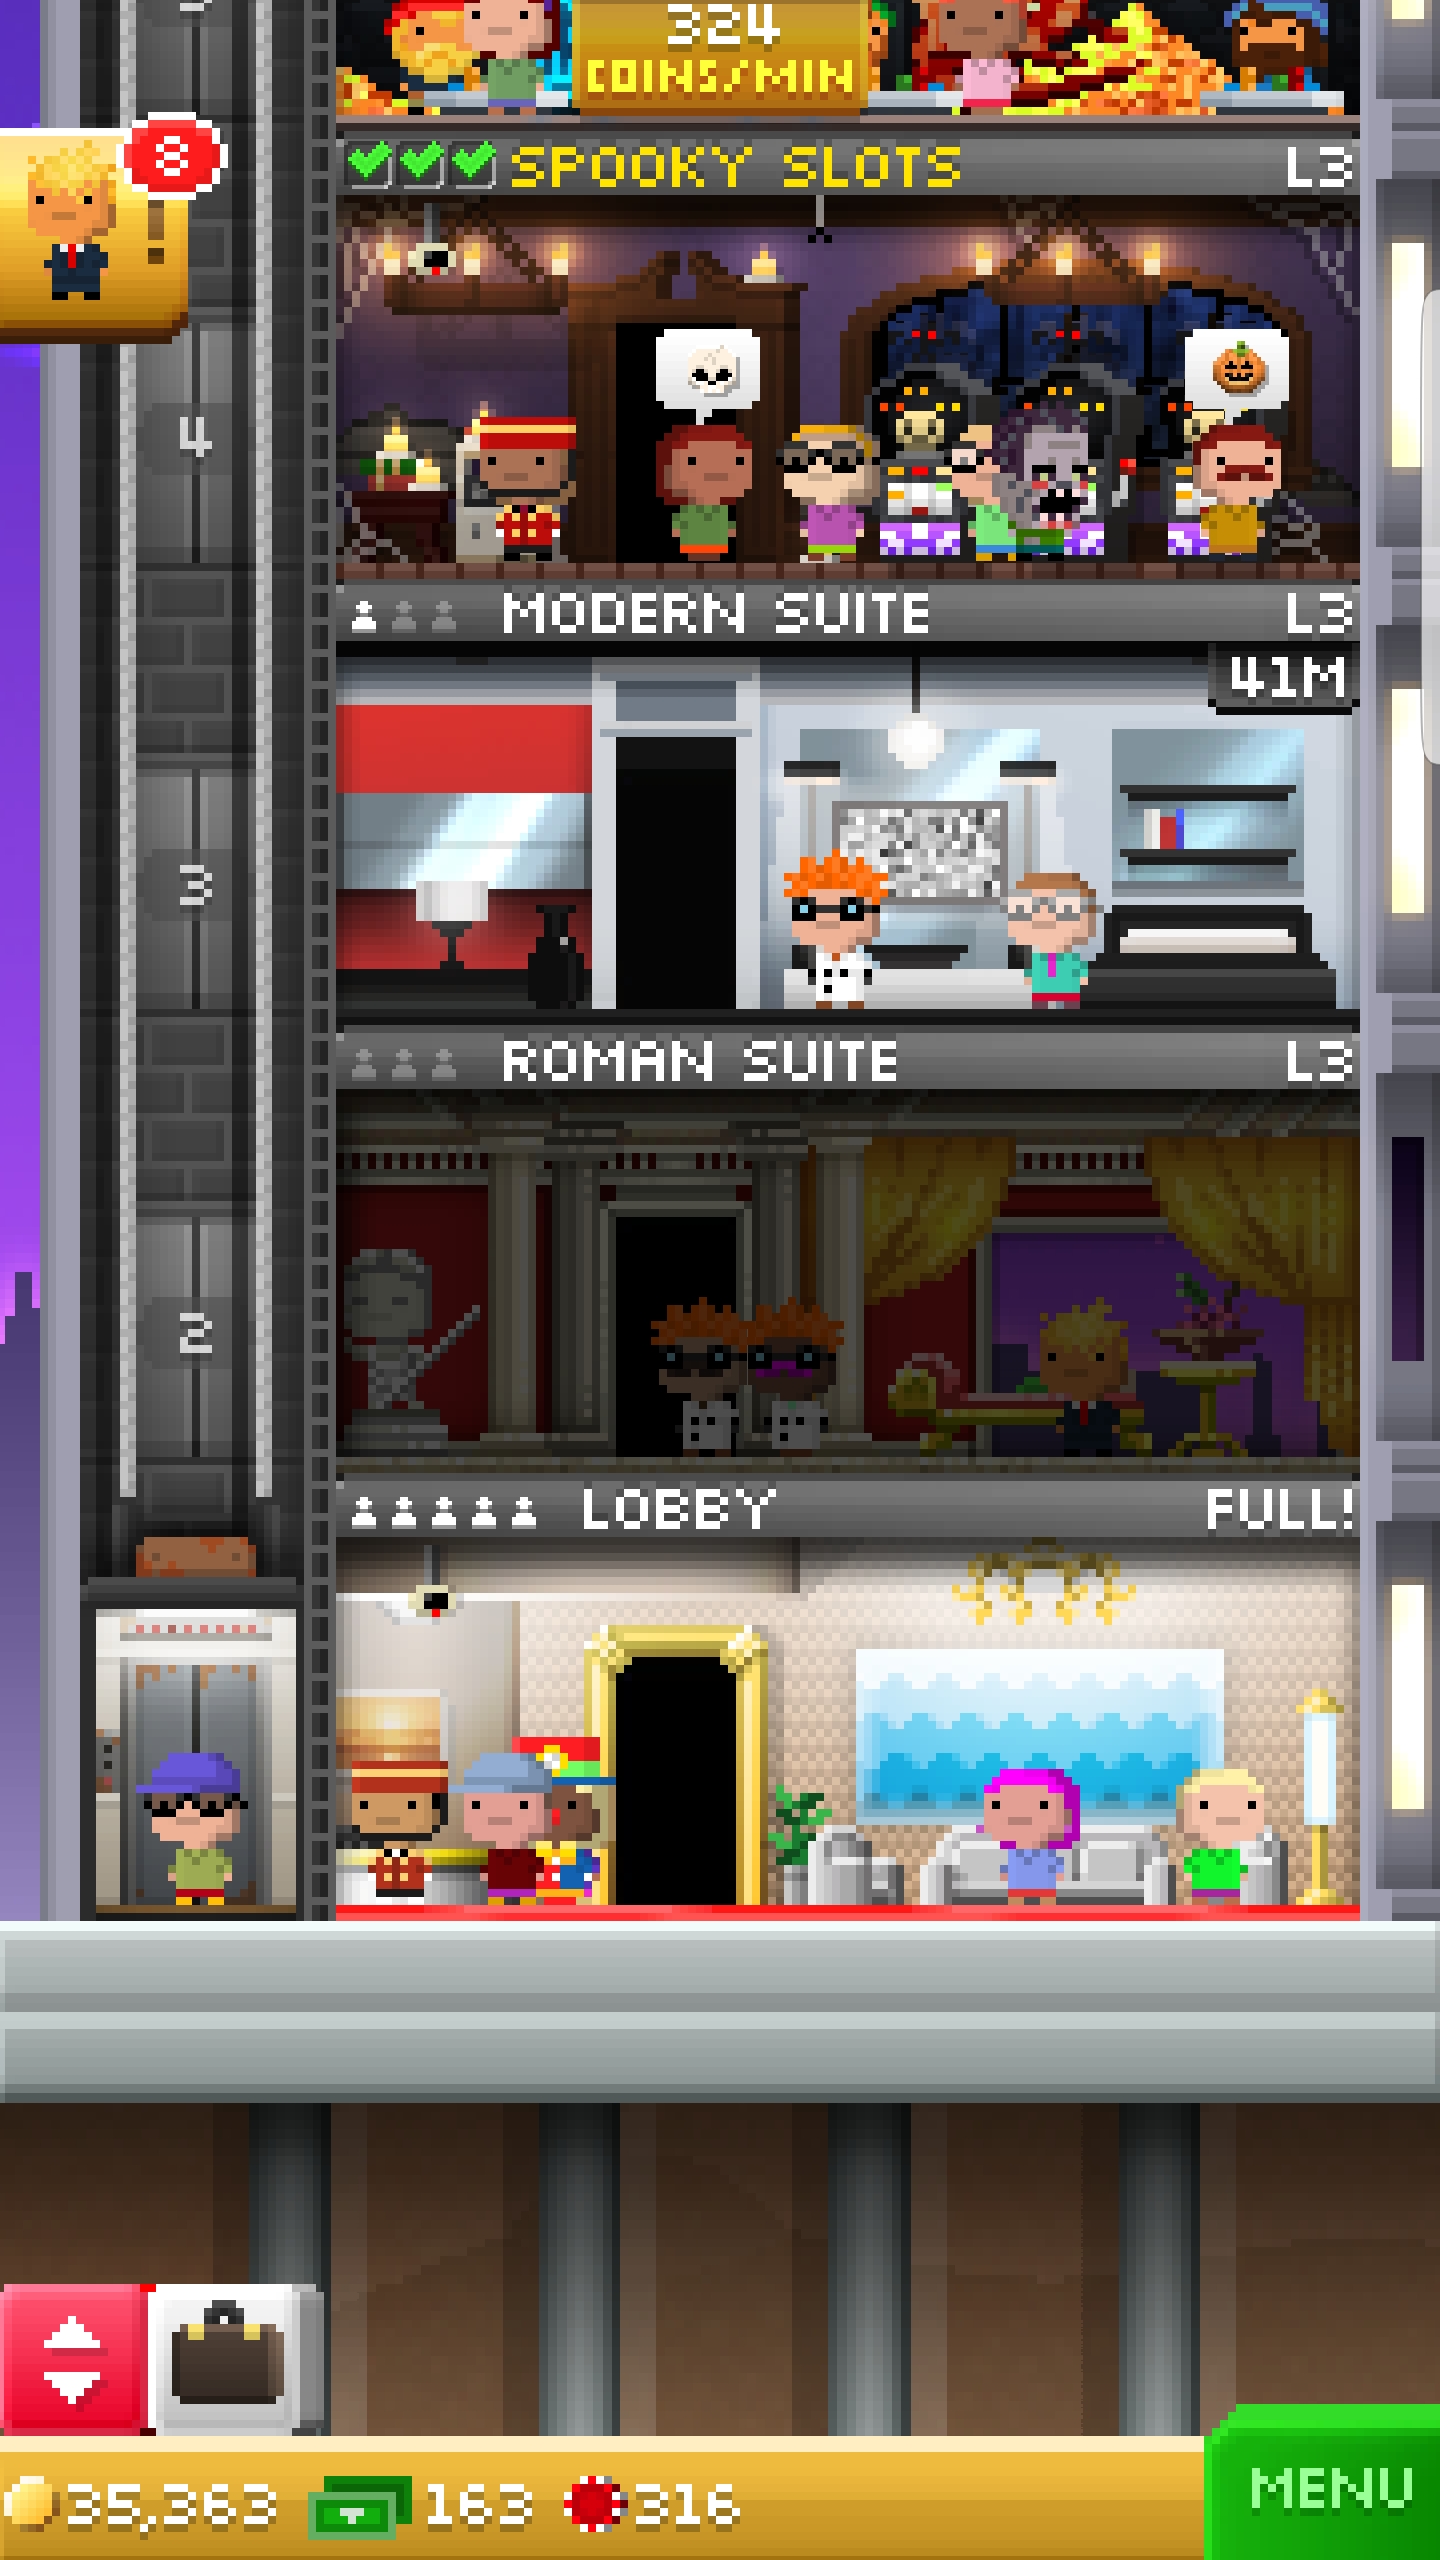 324
COINS/MIN
8
!
SPOOKY SLOTS L3
4
MODERN SUITE L3
41M
3
ROMAN SUITE L3
2
LOBBY FULL!
35,363 163 316
MENU